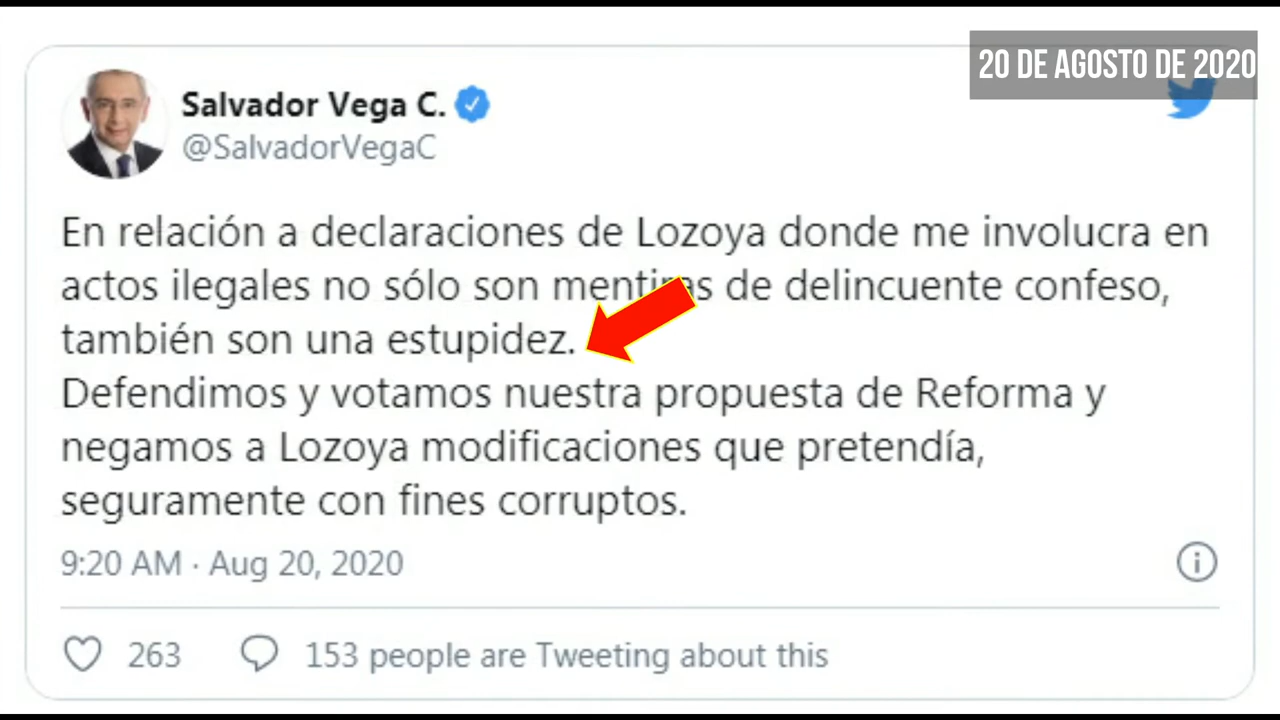 20 DE AGOSTO DE 2020
Salvador Vega C.
@SalvadorVegaC
En relación a declaraciones de Lozoya donde me involucra en
actos ilegales no sólo son mentiras de delincuente confeso,
también son una estupidez.
Defendimos y votamos nuestra propuesta de Reforma y
negamos a Lozoya modificaciones que pretendía,
seguramente con fines corruptos.
9:20 AM · Aug 20, 2020
263 153 people are Tweeting about this